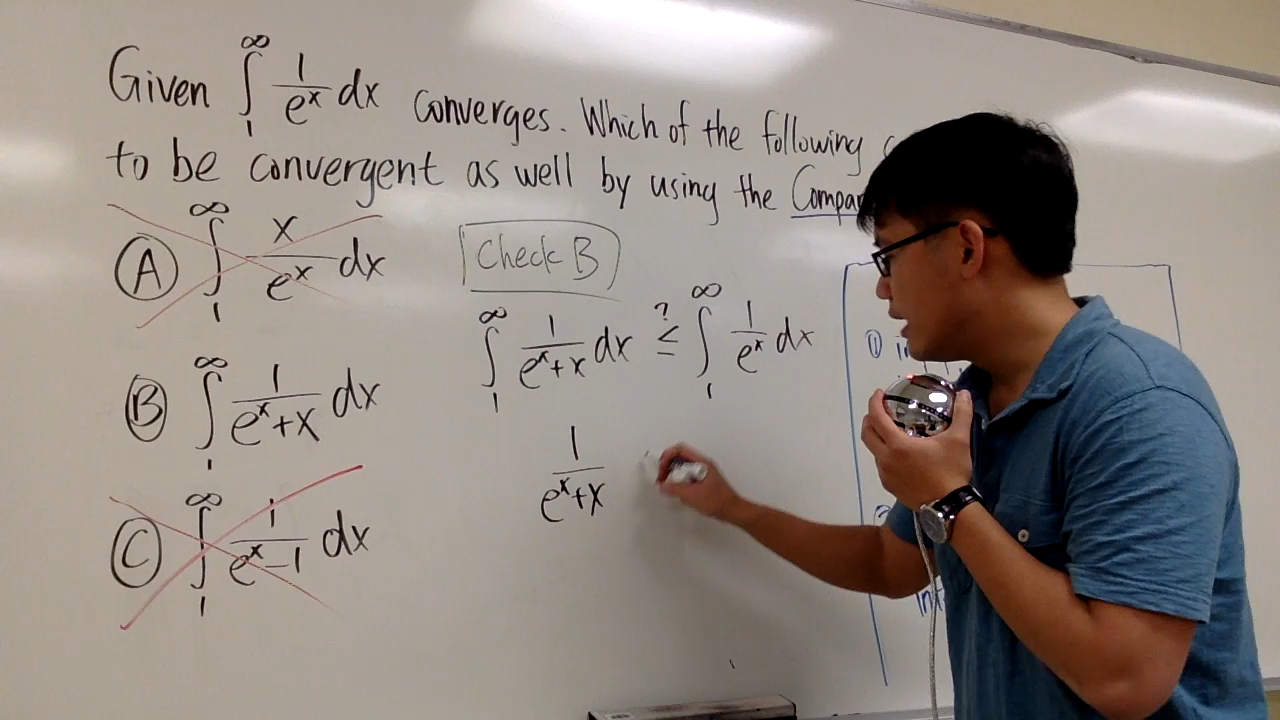 Given ∫₁^∞ 1/eˣ dx converges. Which of the following
to be convergent as well by using the
(A) ∫₁^∞ x/eˣ dx
(B) ∫₁^∞ 1/(eˣ+x) dx
(C) ∫₁^∞ 1/(eˣ−1) dx
Check B
∫₁^∞ 1/(eˣ+x) dx ≤? ∫₁^∞ 1/eˣ dx
1/(eˣ+x)
①